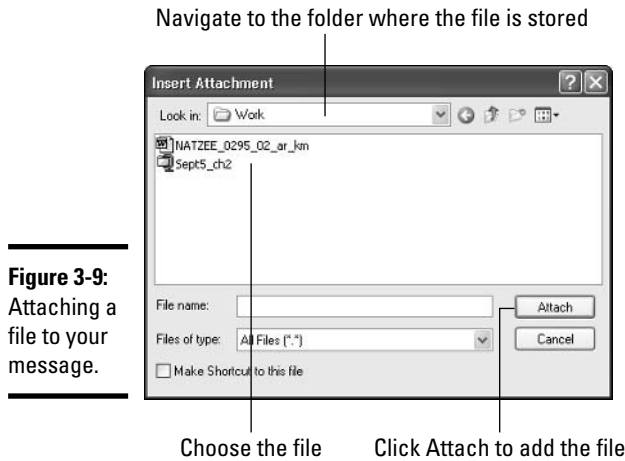 Navigate to the folder where the file is stored
Insert Attachment
Look in: Work
NATZEE_0295_02_ar_km
Sept5_ch2
Figure 3-9:
Attaching a
file to your
message.
File name:
Attach
Files of type: All Files (*.*)
Cancel
Make Shortcut to this file
Choose the file
Click Attach to add the file